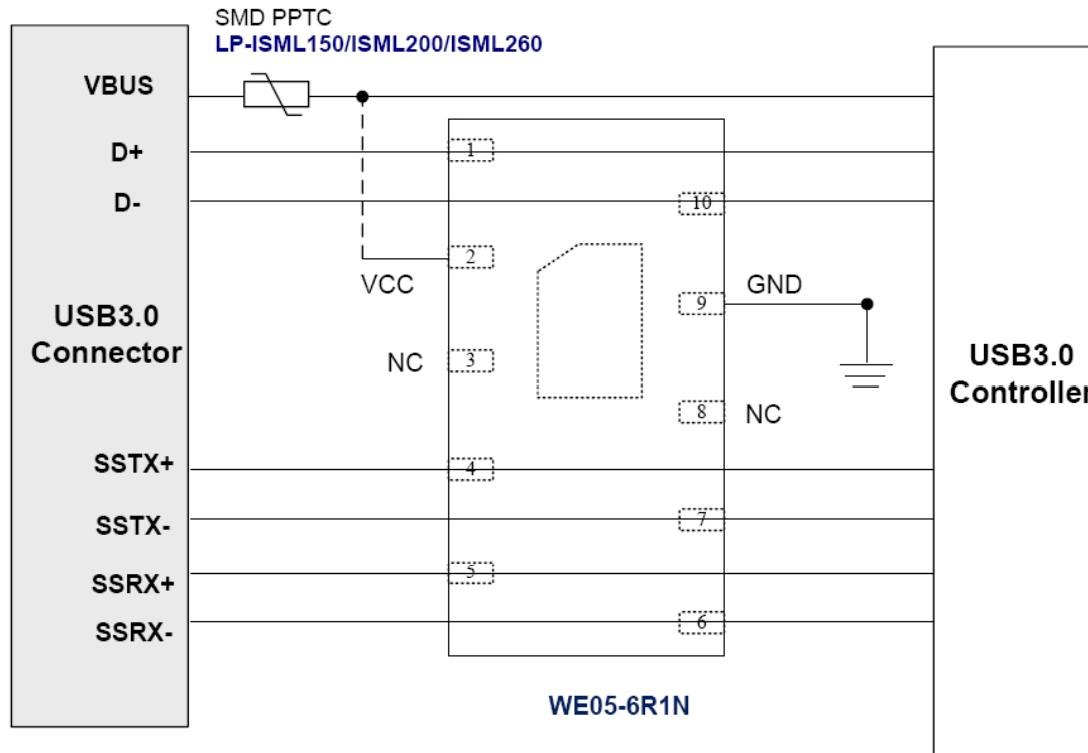 SMD PPTC
LP-ISML150/ISML200/ISML260
VBUS
D+
1
D-
10
2
VCC
9
GND
USB3.0
Connector
NC
3
USB3.0
Controller
8
NC
SSTX+
4
SSTX-
7
SSRX+
5
SSRX-
6
WE05-6R1N